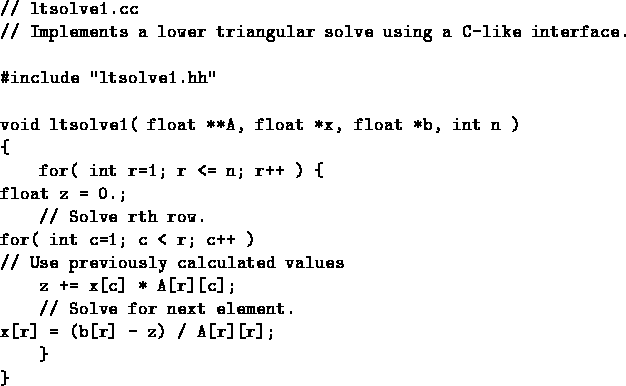 // ltsolve1.cc
// Implements a lower triangular solve using a C-like interface.
#include "ltsolve1.hh"
void ltsolve1( float **A, float *x, float *b, int n )
{
    for( int r=1; r <= n; r++ ) {
float z = 0.;
    // Solve rth row.
for( int c=1; c < r; c++ )
// Use previously calculated values
    z += x[c] * A[r][c];
    // Solve for next element.
x[r] = (b[r] - z) / A[r][r];
    }
}